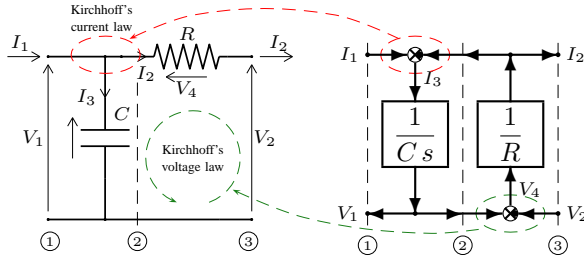 Kirchhoff's
current law
I₁
R
I₂
I₂
V₄
I₃
C
V₁
V₂
Kirchhoff's
voltage law
1
2
3
I₁
I₂
I₃
1
C s
1
R
V₄
V₁
V₂
1
2
3